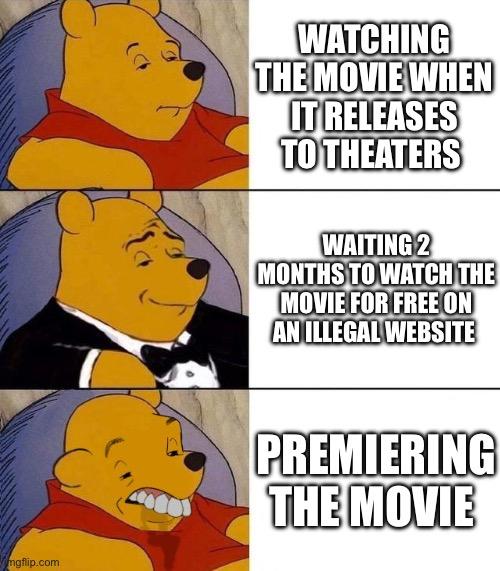 WATCHING
THE MOVIE WHEN
IT RELEASES
TO THEATERS
WAITING 2
MONTHS TO WATCH THE
MOVIE FOR FREE ON
AN ILLEGAL WEBSITE
PREMIERING
THE MOVIE
imgflip.com